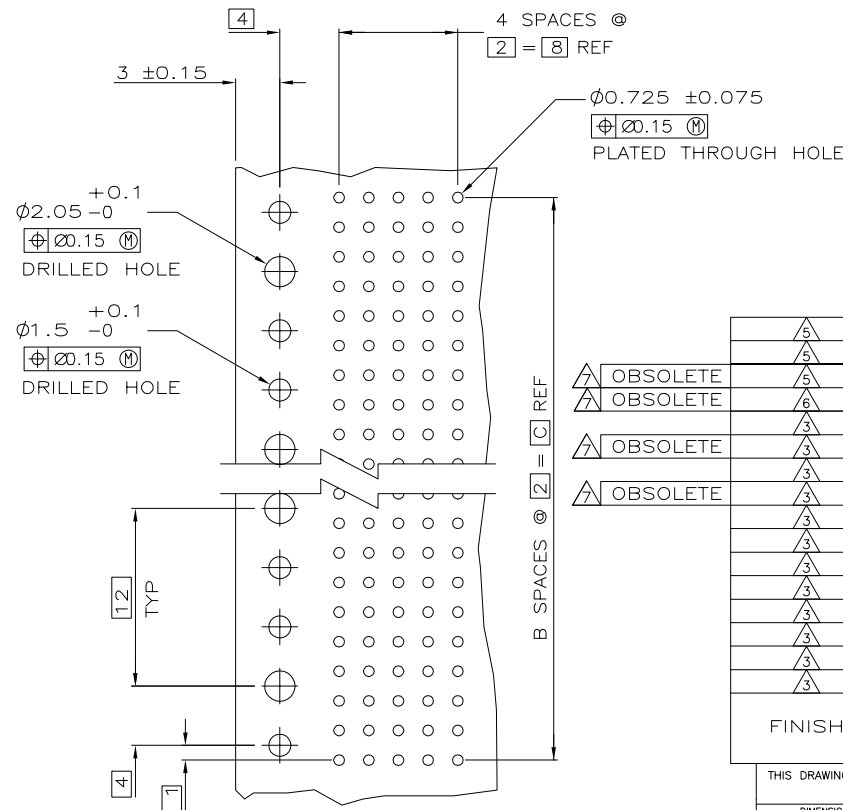 4
4 SPACES @
2 = 8 REF
3 ±0.15
Ø0.725 ±0.075
⌖ Ø0.15 Ⓜ
PLATED THROUGH HOLE
+0.1
Ø2.05 -0
⌖ Ø0.15 Ⓜ
DRILLED HOLE
+0.1
Ø1.5 -0
⌖ Ø0.15 Ⓜ
DRILLED HOLE
5
5
7 OBSOLETE 5
7 OBSOLETE 6
3
7 OBSOLETE 3
3
7 OBSOLETE 3
3
3
3
3
3
3
3
3
B SPACES @ 2 = C REF
12 TYP
4
1
FINISH
THIS DRAWING